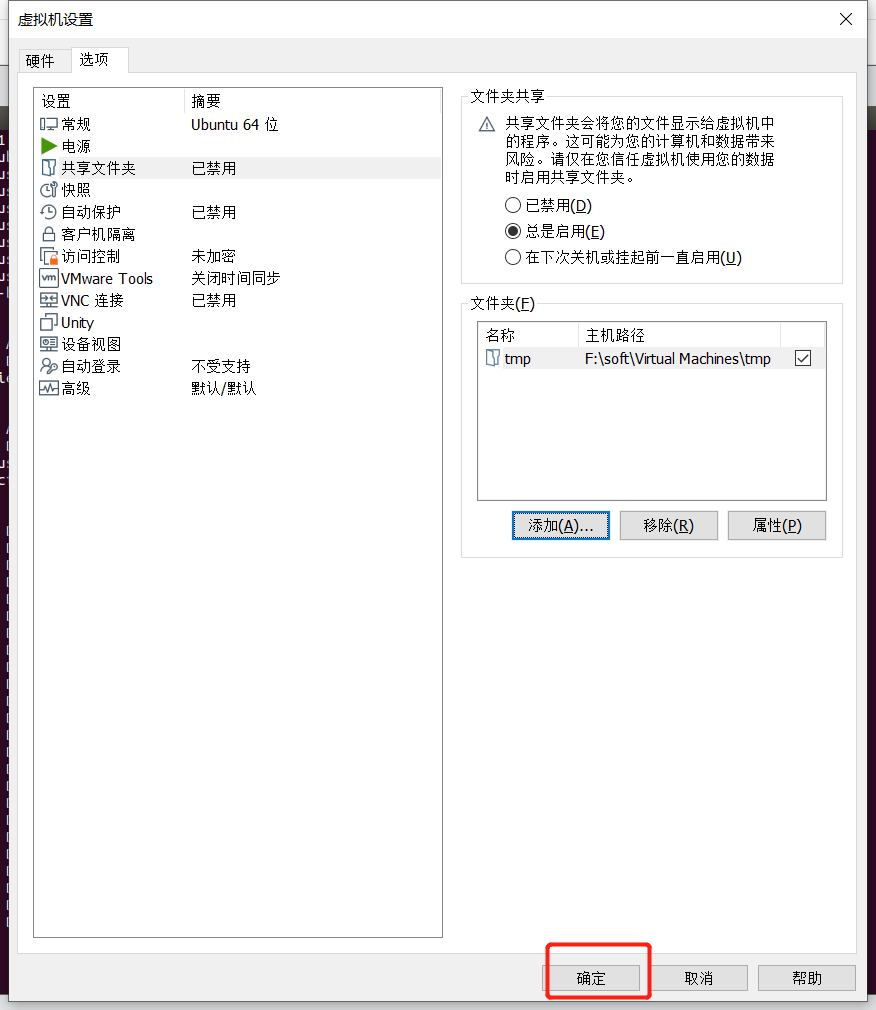 虚拟机设置
硬件 选项
设置 摘要
常规 Ubuntu 64 位
电源
共享文件夹 已禁用
快照
自动保护 已禁用
客户机隔离
访问控制 未加密
VMware Tools 关闭时间同步
VNC 连接 已禁用
Unity
设备视图
自动登录 不受支持
高级 默认/默认
文件夹共享
共享文件夹会将您的文件显示给虚拟机中
的程序。这可能为您的计算机和数据带来
风险。请仅在您信任虚拟机使用您的数据
时启用共享文件夹。
已禁用(D)
总是启用(E)
在下次关机或挂起前一直启用(U)
文件夹(F)
名称 主机路径
tmp F:\soft\Virtual Machines\tmp
添加(A)... 移除(R) 属性(P)
确定 取消 帮助